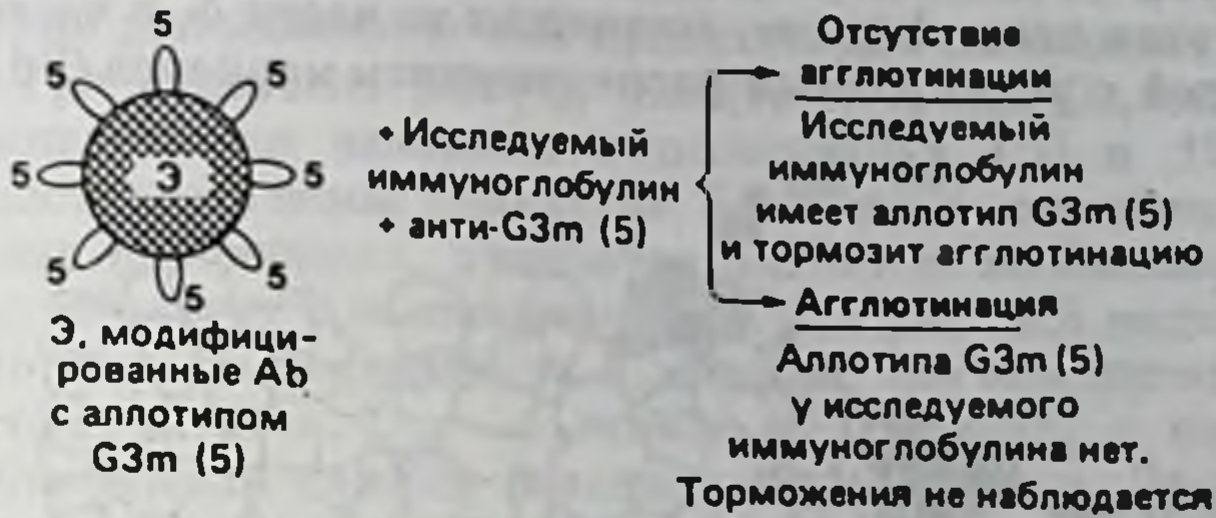 5
5
5
5
Э
5
5
5
5
Э, модифици-
рованные Ab
с аллотипом
G3m (5)
+ Исследуемый
иммуноглобулин
+ анти-G3m (5)
Отсутствие
агглютинации
Исследуемый
иммуноглобулин
имеет аллотип G3m (5)
и тормозит агглютинацию
Агглютинация
Аллотипа G3m (5)
у исследуемого
иммуноглобулина нет.
Торможения не наблюдается